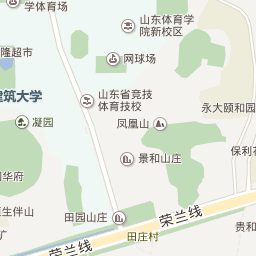 学体育场
山东体育学
院新校区
网球场
隆超市
建筑大学
山东省竞技
体育技校
永大颐和园
凝园
凤凰山
景和山庄
保利花
华府
生伴山
田园山庄
荣兰线
贵和
田庄村
荣兰线